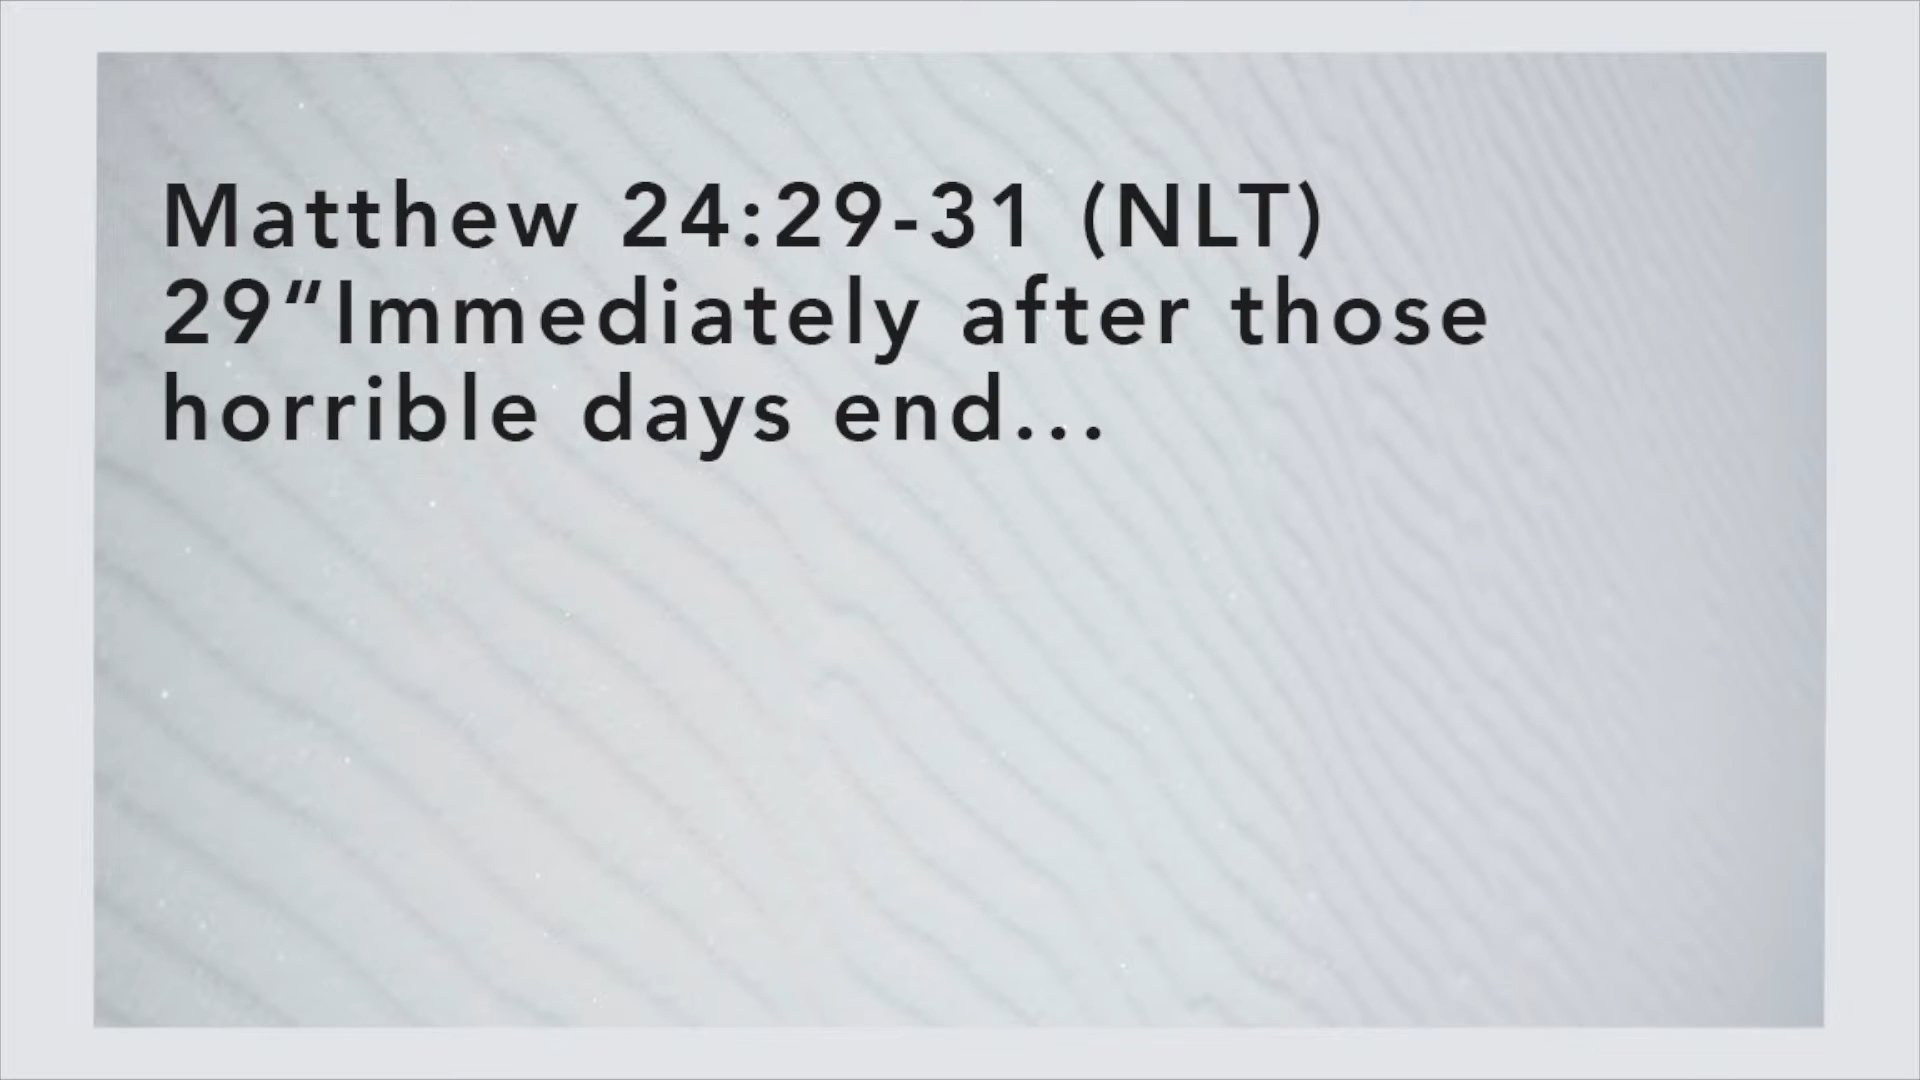 Matthew 24:29-31 (NLT)
29“Immediately after those
horrible days end...